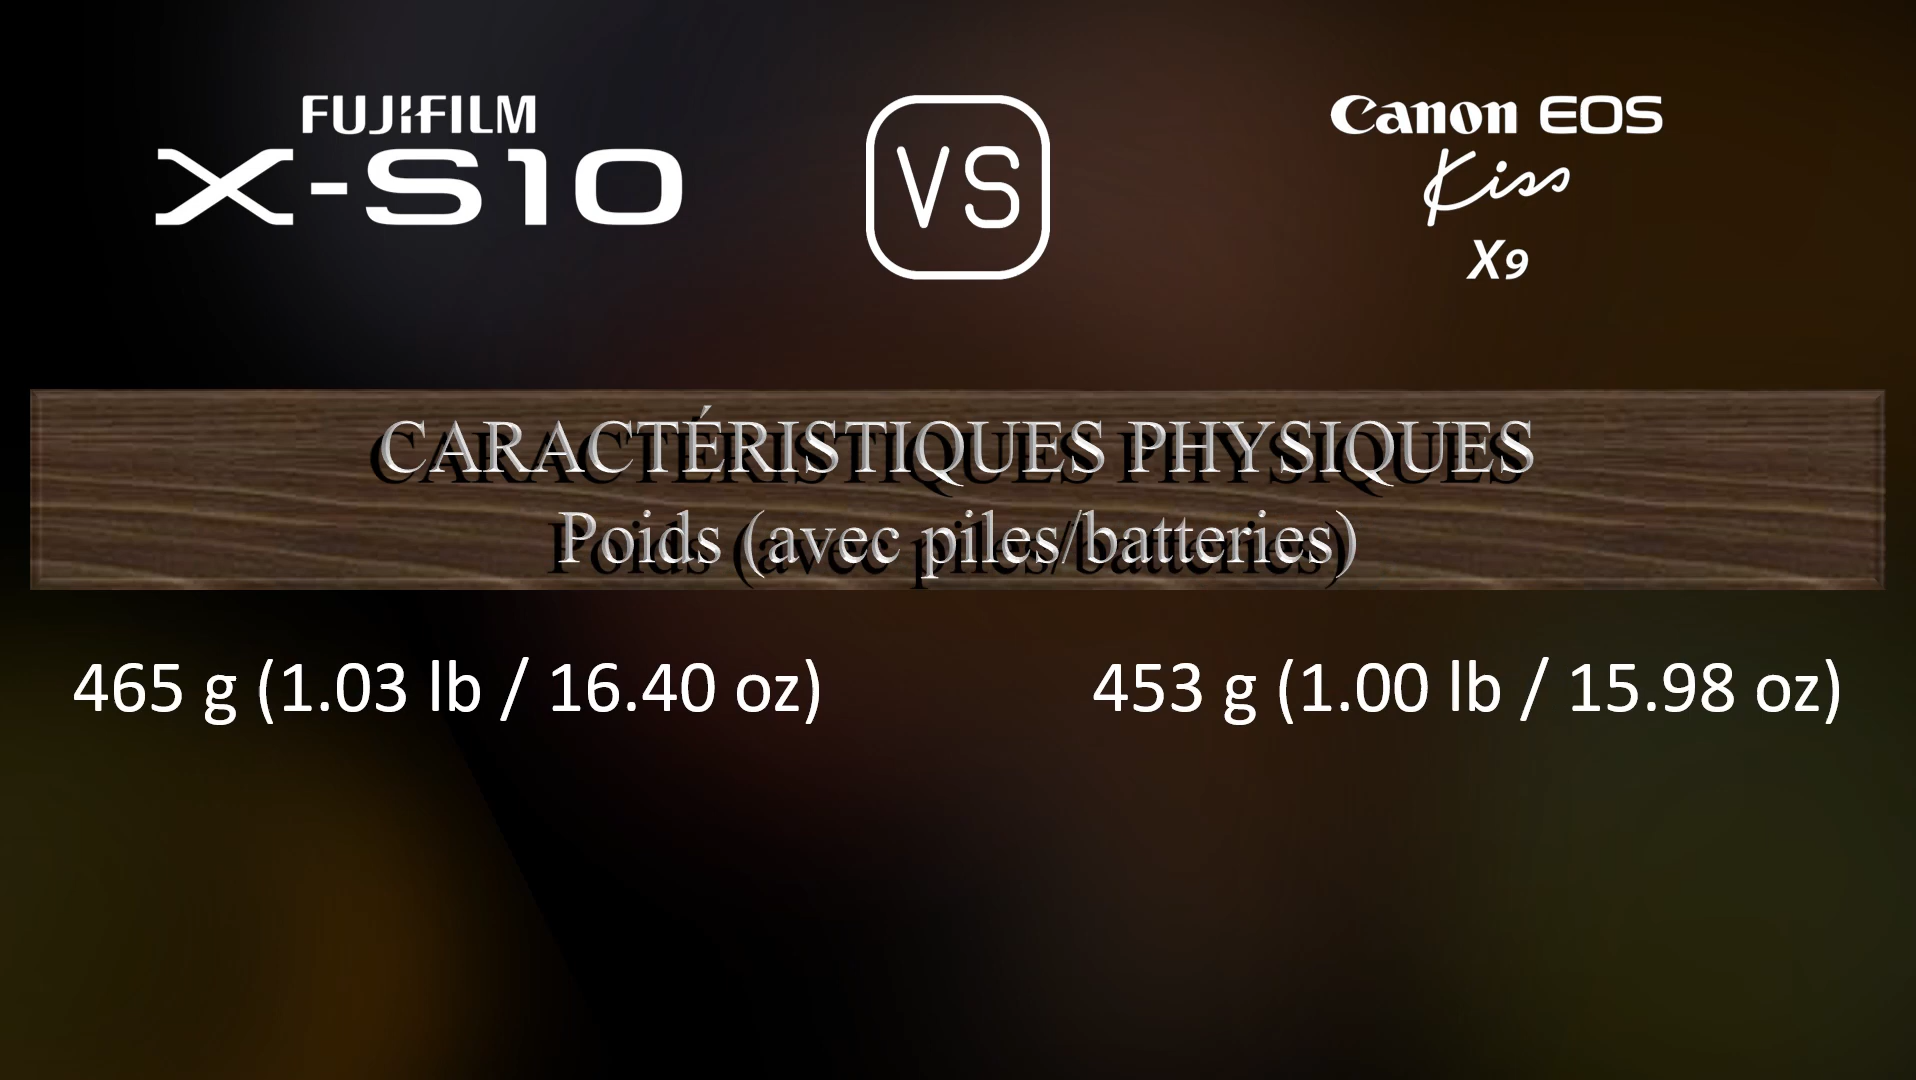 FUJIFILM
X-S10
VS
Canon EOS
Kiss
X9
CARACTÉRISTIQUES PHYSIQUES
Poids (avec piles/batteries)
465 g (1.03 lb / 16.40 oz)
453 g (1.00 lb / 15.98 oz)